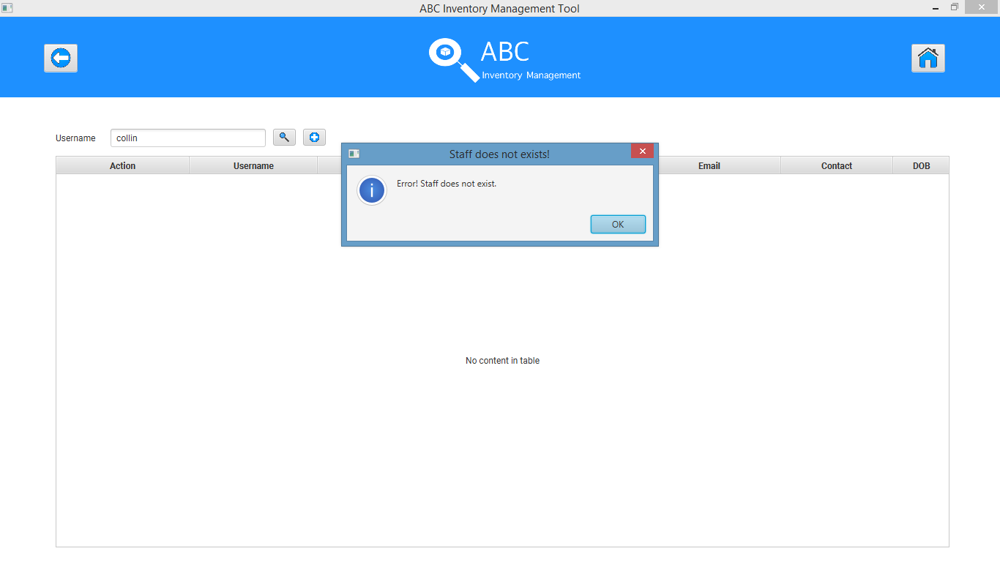 ABC Inventory Management Tool
ABC
Inventory Management
Username collin
Action Username Email Contact DOB
Staff does not exists!
i
Error! Staff does not exist.
OK
No content in table